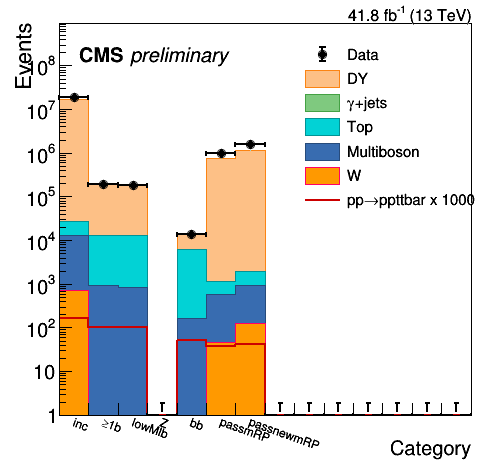 41.8 fb⁻¹ (13 TeV)
Events
CMS preliminary
Data
DY
γ+jets
Top
Multiboson
W
pp→ppttbar x 1000
10⁸
10⁷
10⁶
10⁵
10⁴
10³
10²
10
1
inc
≥1b
lowMlb
Z
bb
passmRP
passnewmRP
Category